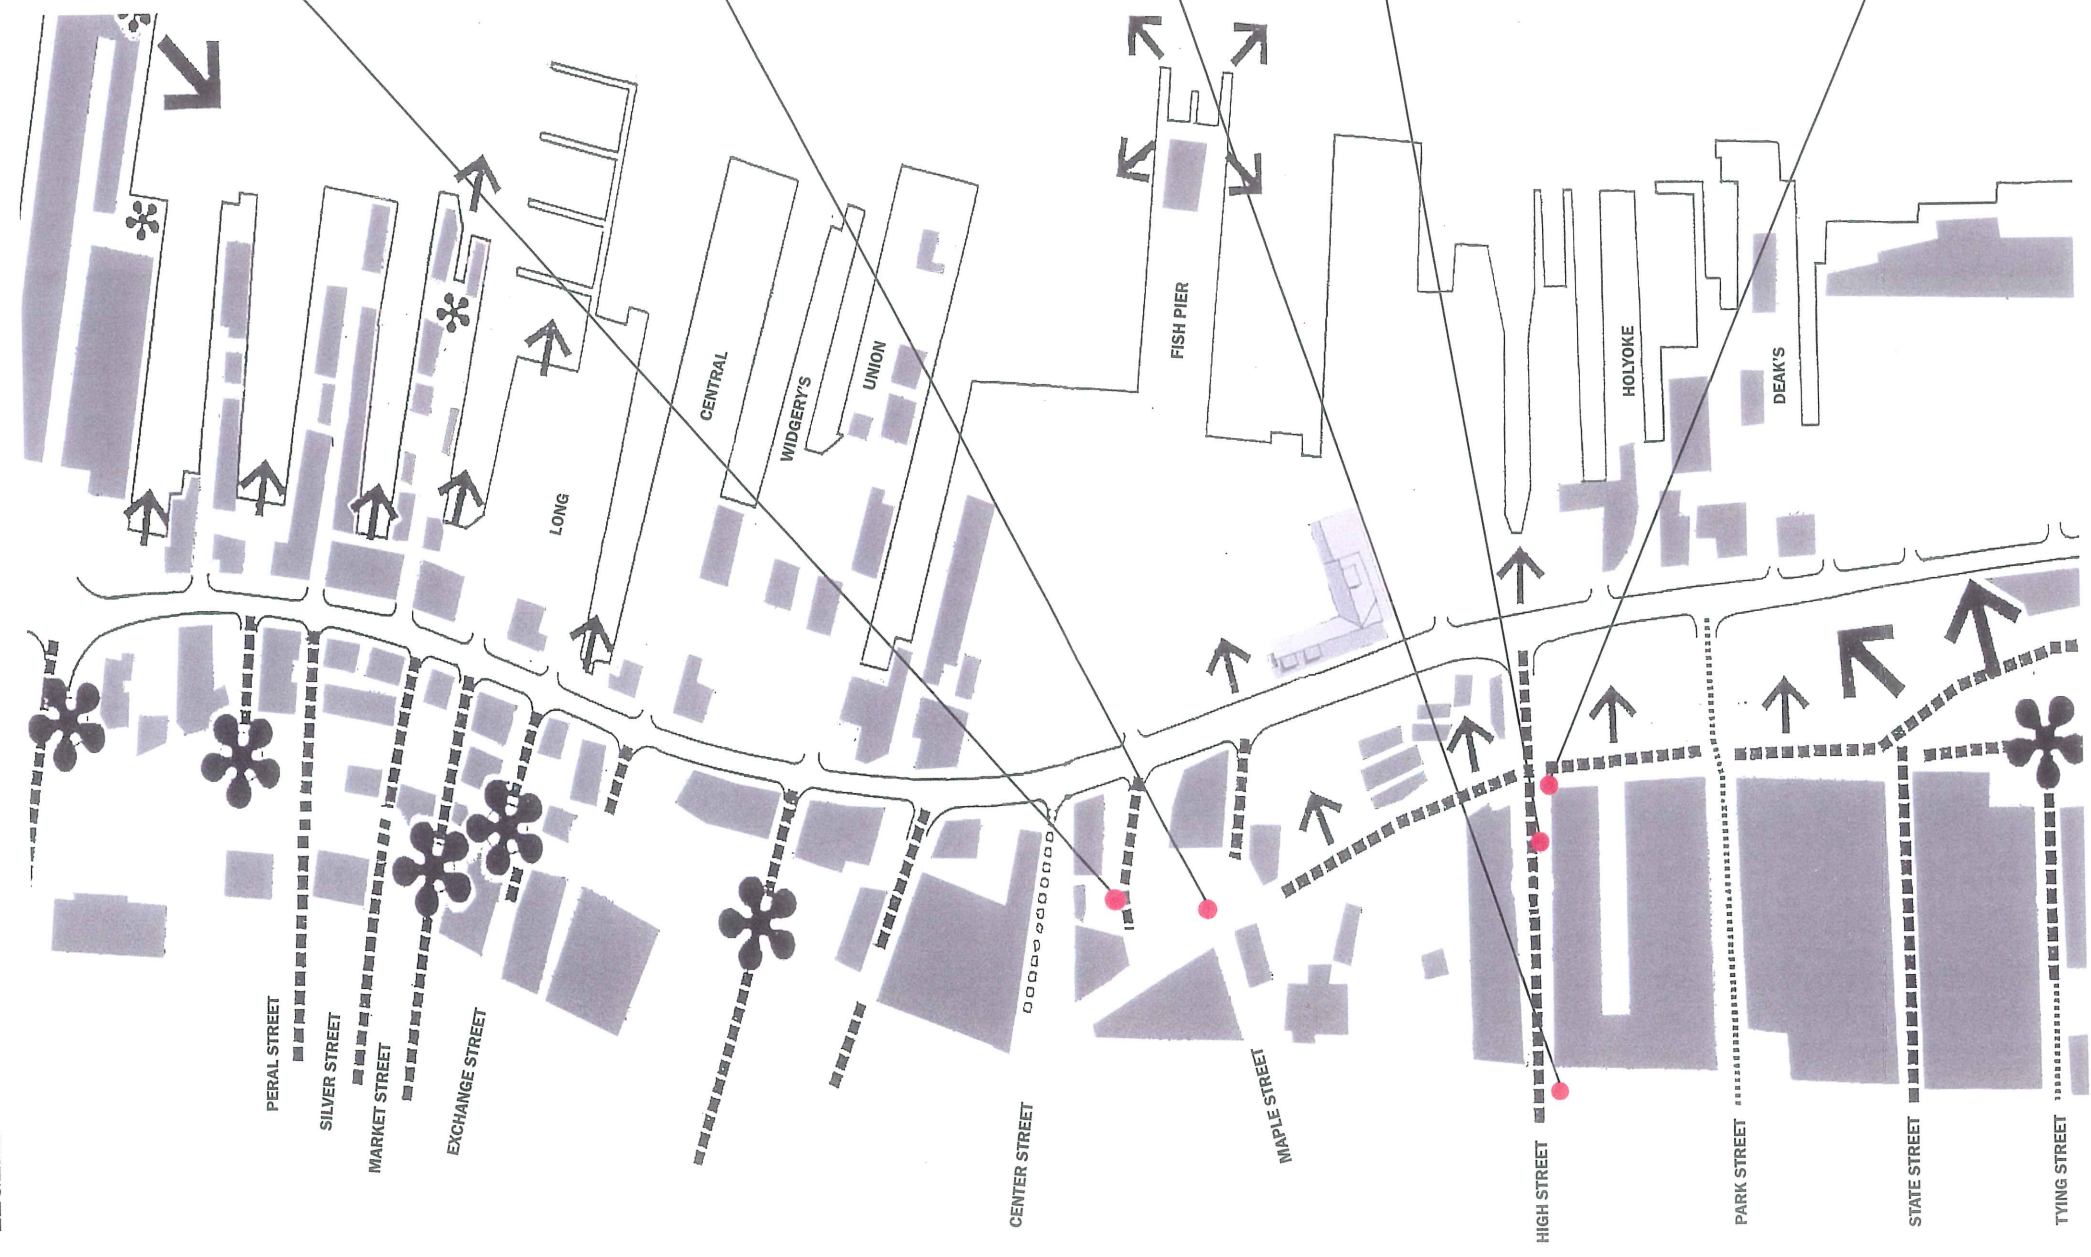 CENTRAL
WIDGERY'S
UNION
FISH PIER
HOLYOKE
DEAK'S
LONG
PERAL STREET
SILVER STREET
MARKET STREET
EXCHANGE STREET
CENTER STREET
MAPLE STREET
HIGH STREET
PARK STREET
STATE STREET
TYING STREET